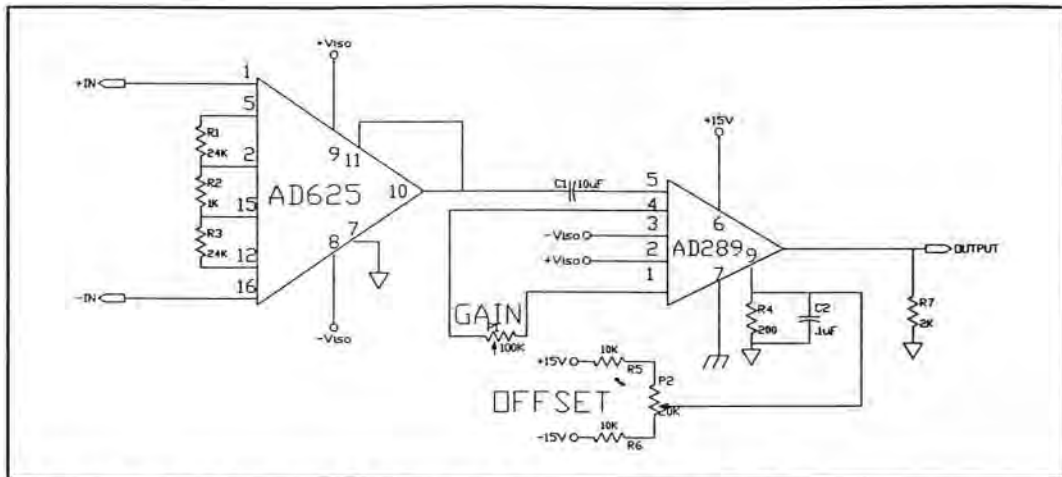 +Viso
+IN
1
5
R1
24K
2
R2
1K
15
R3
24K
12
16
-IN
9
11
AD625
10
7
8
-Viso
C1
10uF
+15V
5
4
3
2
1
-Viso
+Viso
6
AD289
9
7
OUTPUT
GAIN
100K
R4
200
C2
.1uF
R7
2K
+15V
10K
R5
P2
20K
OFFSET
-15V
10K
R6